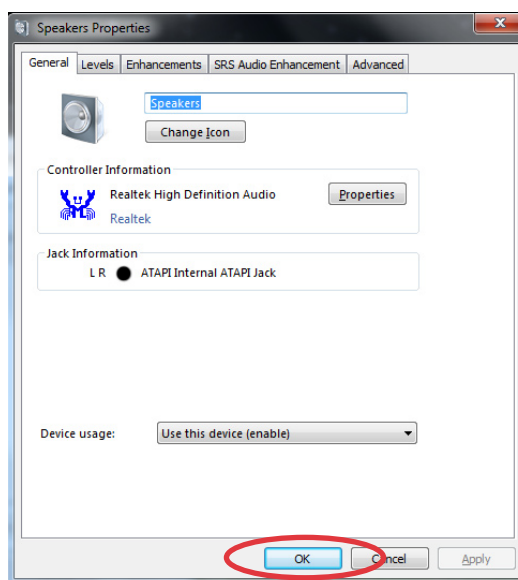 Speakers Properties
General Levels Enhancements SRS Audio Enhancement Advanced
Speakers
Change Icon
Controller Information
Realtek High Definition Audio Properties
Realtek
Jack Information
L R ATAPI Internal ATAPI Jack
Device usage: Use this device (enable)
OK Cancel Apply